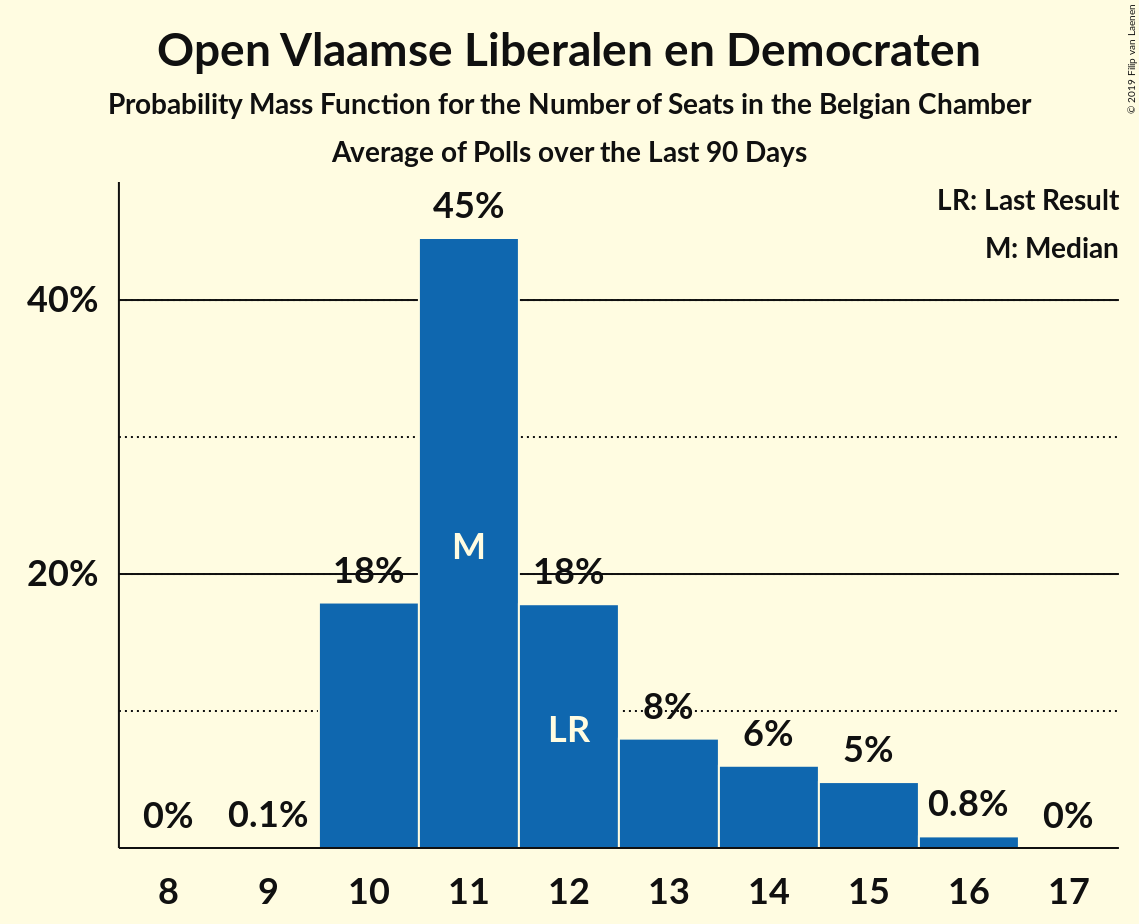 Open Vlaamse Liberalen en Democraten
Probability Mass Function for the Number of Seats in the Belgian Chamber
Average of Polls over the Last 90 Days
© 2019 Filip van Laenen
LR: Last Result
M: Median
45%
40%
M
20%
18%
18%
LR
8%
6%
5%
0%
0.1%
0.8%
0%
8 9 10 11 12 13 14 15 16 17